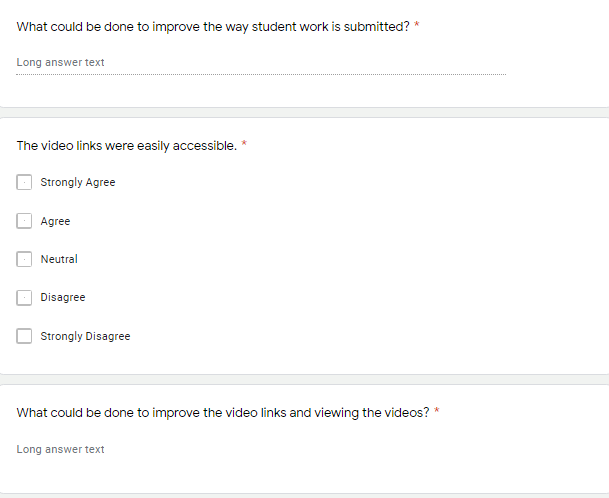 What could be done to improve the way student work is submitted? *
Long answer text
The video links were easily accessible. *
Strongly Agree
Agree
Neutral
Disagree
Strongly Disagree
What could be done to improve the video links and viewing the videos? *
Long answer text